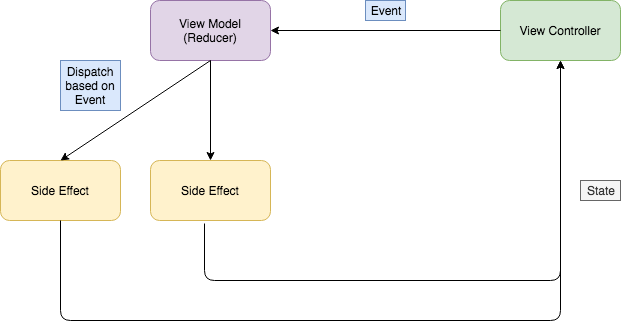 View Model
(Reducer)
Event
View Controller
Dispatch
based on
Event
Side Effect
Side Effect
State